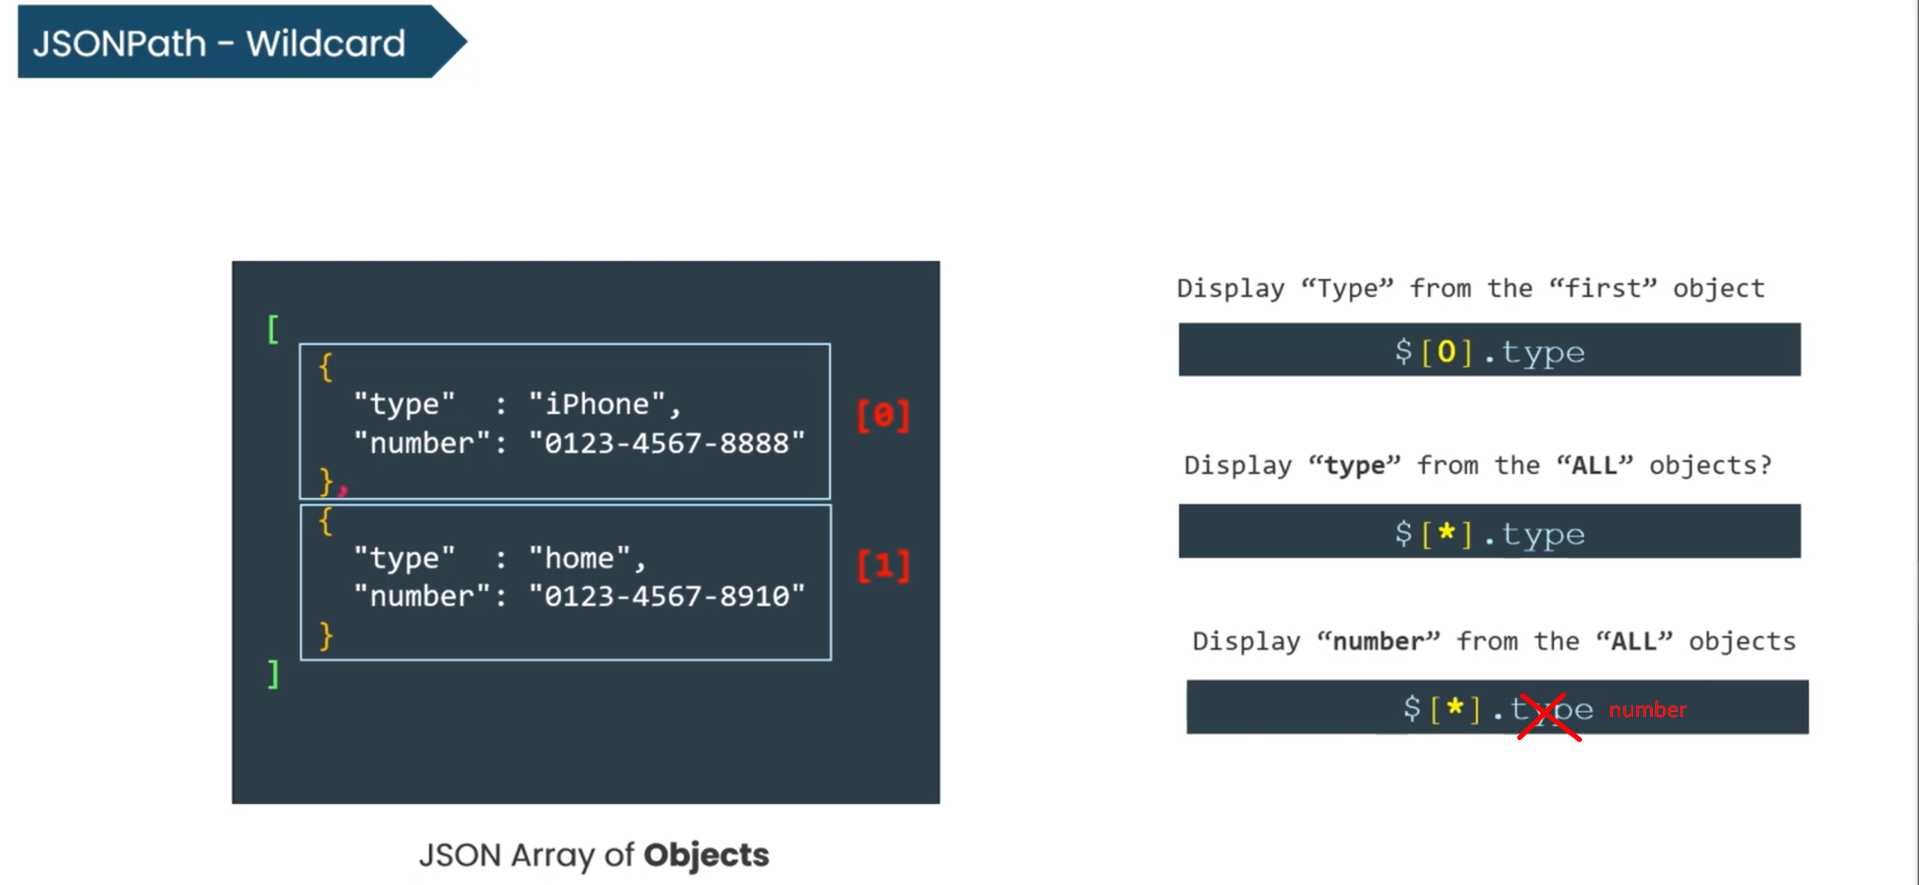 JSONPath - Wildcard
[
{
"type"  : "iPhone",
"number": "0123-4567-8888"
},
[0]
{
"type"  : "home",
"number": "0123-4567-8910"
}
[1]
]
JSON Array of Objects
Display “Type” from the “first” object
$[0].type
Display “type” from the “ALL” objects?
$[*].type
Display “number” from the “ALL” objects
$[*].type number